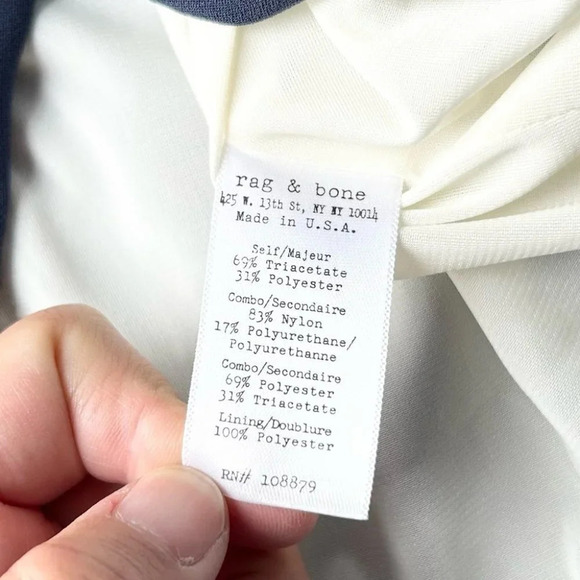 rag & bone
425 W. 13th St, NY NY 10014
Made in U.S.A.
Self/Majeur
69% Triacetate
31% Polyester
Combo/Secondaire
83% Nylon
17% Polyurethane/
Polyurethanne
Combo/Secondaire
69% Polyester
31% Triacetate
Lining/Doublure
100% Polyester
RN# 108879